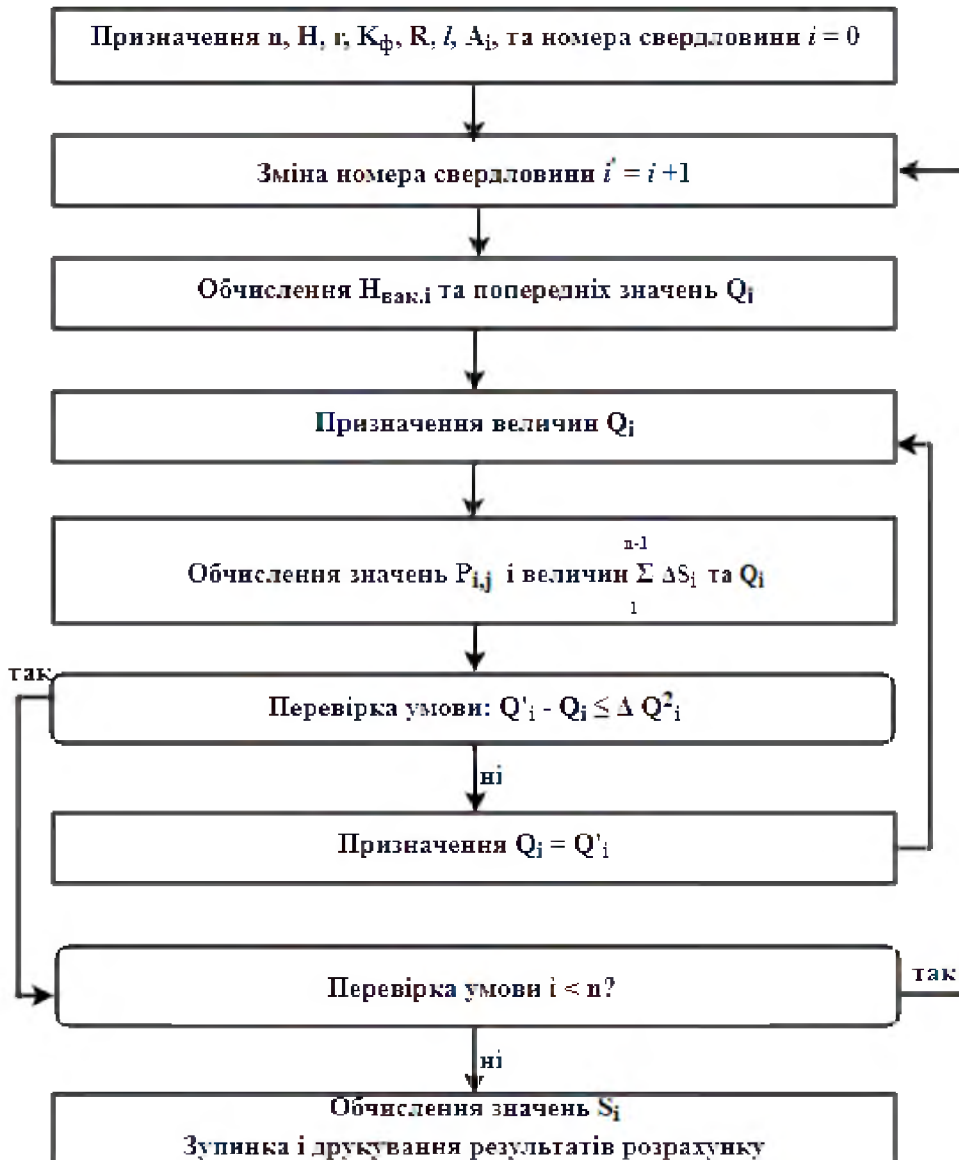 Призначення n, H, r, Kф, R, l, Ai, та номера свердловини i = 0
Зміна номера свердловини i' = i +1
Обчислення Hвак.i та попередніх значень Qi
Призначення величин Qi
n-1
Обчислення значень Pi,j і величин Σ ΔSi та Qi
1
так
Перевірка умови: Q'i - Qi ≤ Δ Q²i
ні
Призначення Qi = Q'i
Перевірка умови i < n?
так
ні
Обчислення значень Si
Зупинка і друкування результатів розрахунку